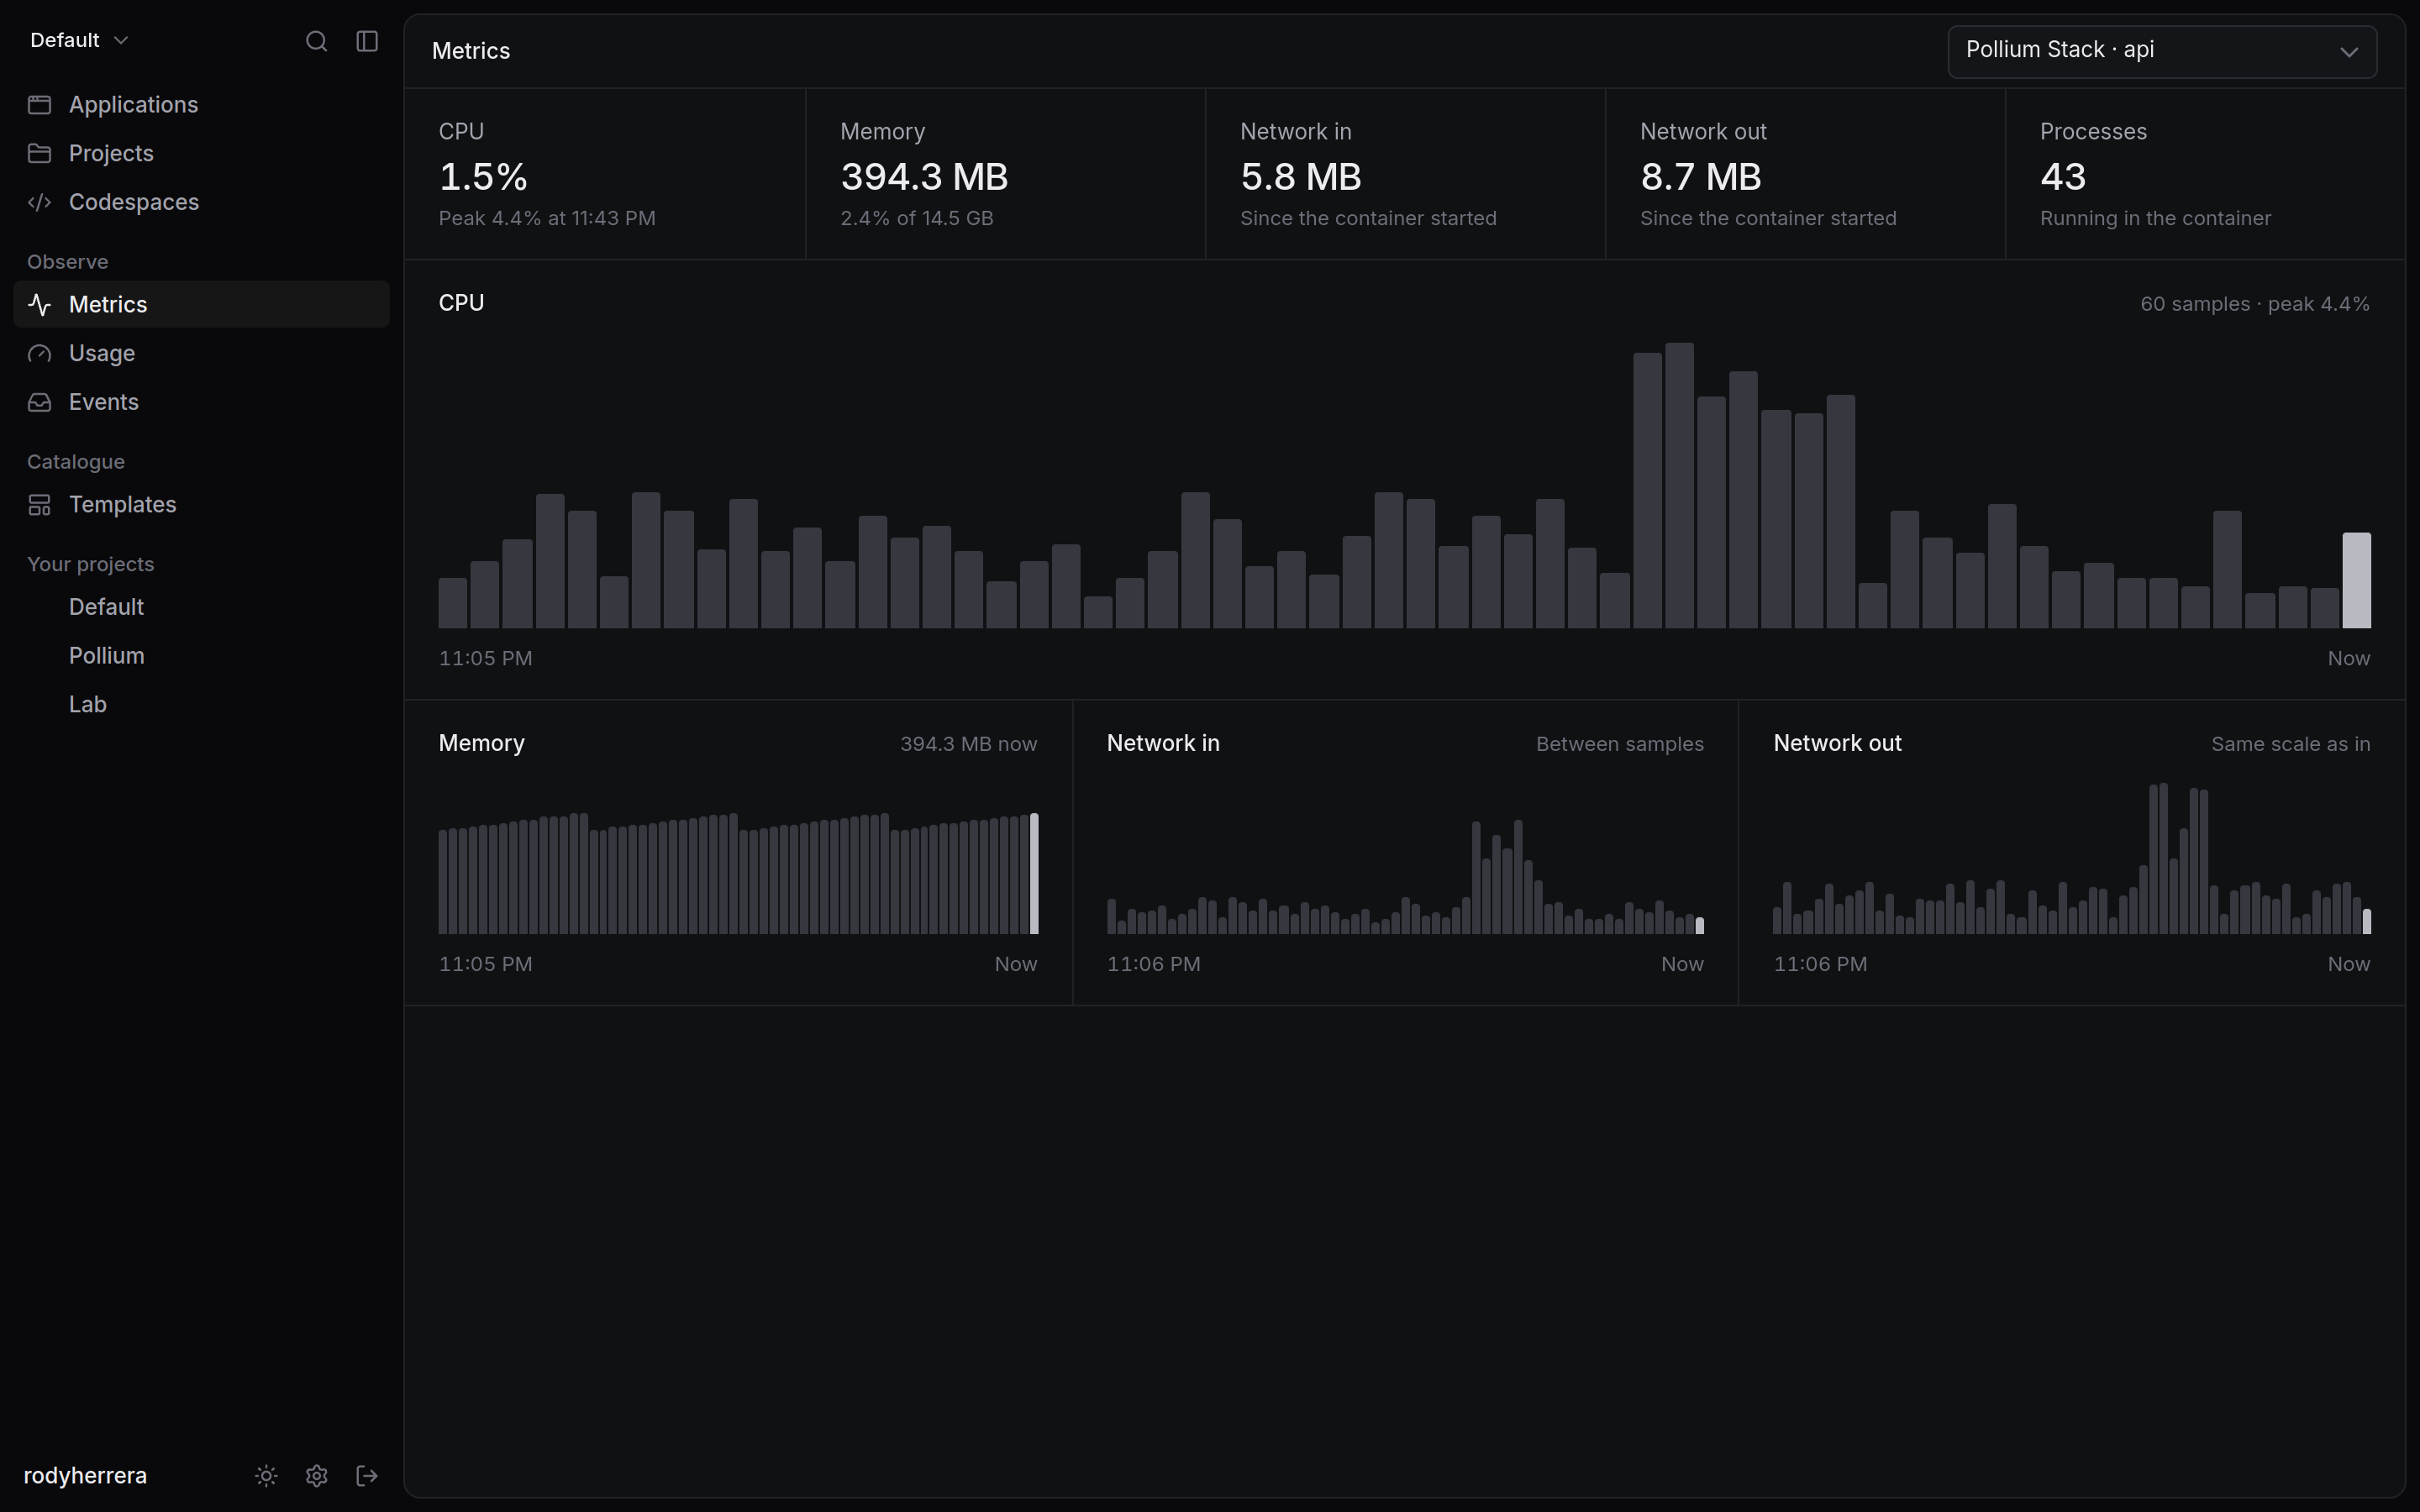 Default
Applications
Projects
Codespaces
Observe
Metrics
Usage
Events
Catalogue
Templates
Your projects
Default
Pollium
Lab
rodyherrera
Metrics
Pollium Stack · api
CPU
1.5%
Peak 4.4% at 11:43 PM
Memory
394.3 MB
2.4% of 14.5 GB
Network in
5.8 MB
Since the container started
Network out
8.7 MB
Since the container started
Processes
43
Running in the container
CPU
60 samples · peak 4.4%
11:05 PM
Now
Memory
394.3 MB now
11:05 PM
Now
Network in
Between samples
11:06 PM
Now
Network out
Same scale as in
11:06 PM
Now